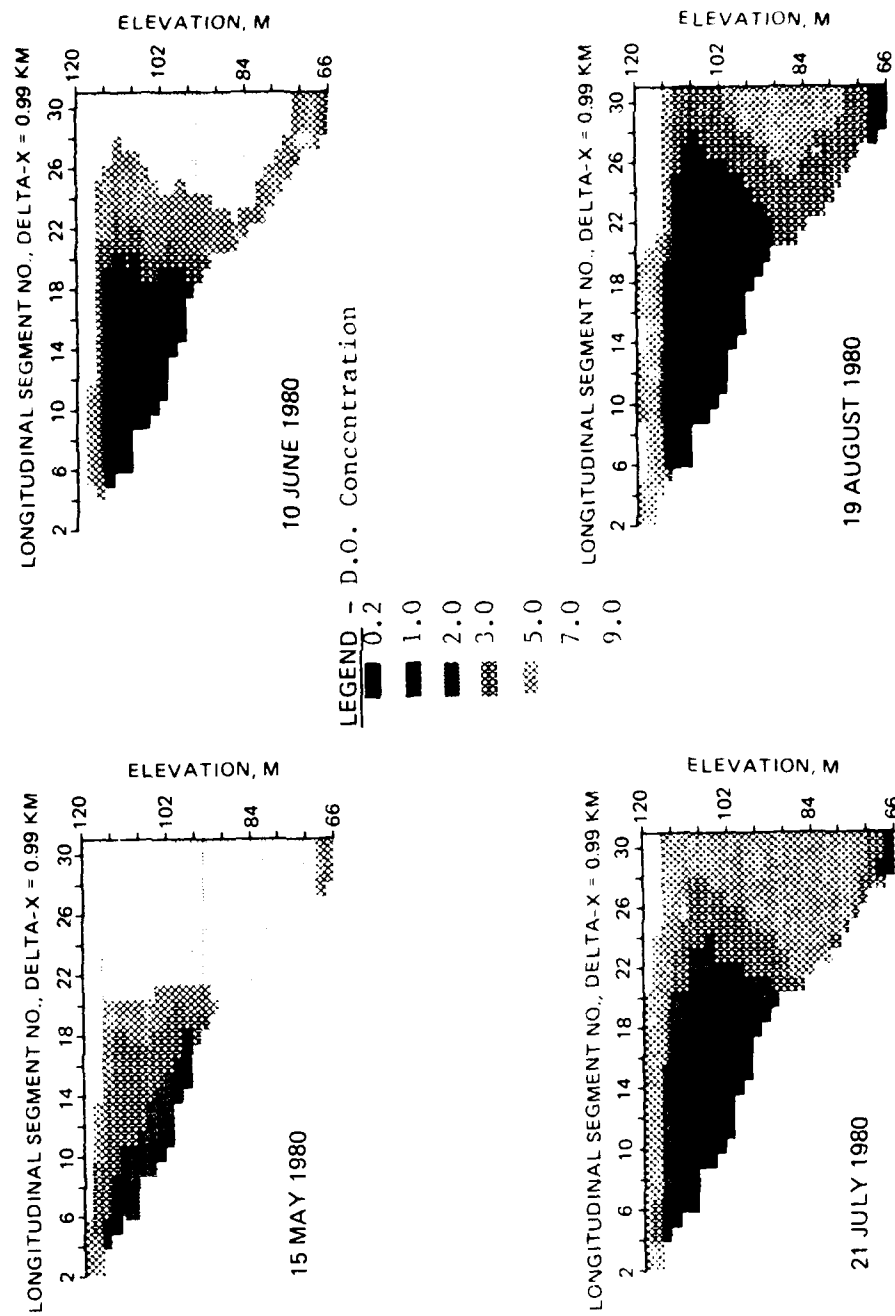 LONGITUDINAL SEGMENT NO., DELTA-X = 0.99 KM
2 6 10 14 18 22 26 30
120
102
84
66
ELEVATION, M
15 MAY 1980
LONGITUDINAL SEGMENT NO., DELTA-X = 0.99 KM
2 6 10 14 18 22 26 30
120
102
84
66
ELEVATION, M
10 JUNE 1980
LEGEND - D.O. Concentration
0.2
1.0
2.0
3.0
5.0
7.0
9.0
LONGITUDINAL SEGMENT NO., DELTA-X = 0.99 KM
2 6 10 14 18 22 26 30
120
102
84
66
ELEVATION, M
21 JULY 1980
LONGITUDINAL SEGMENT NO., DELTA-X = 0.99 KM
2 6 10 14 18 22 26 30
120
102
84
66
ELEVATION, M
19 AUGUST 1980